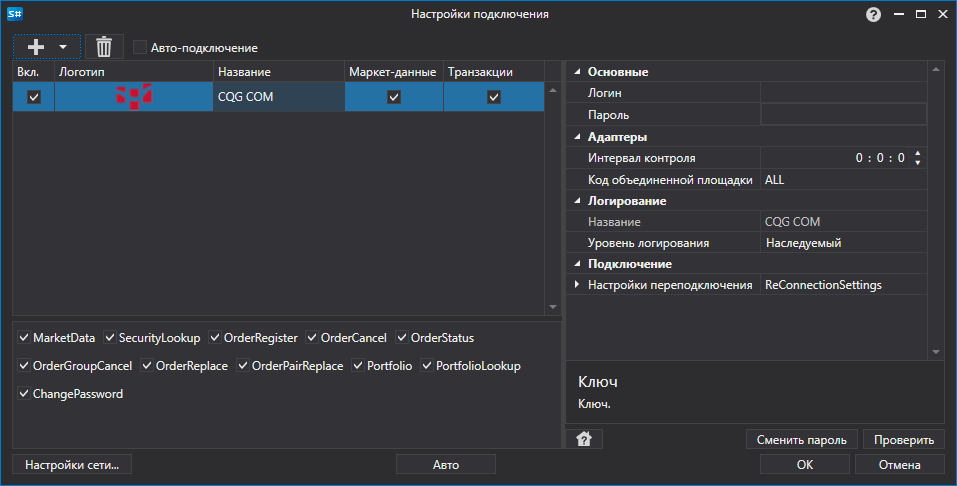 S# Настройки подключения ?
Авто-подключение
Вкл. Логотип Название Маркет-данные Транзакции
CQG COM
Основные
Логин
Пароль
Адаптеры
Интервал контроля 0 : 0 : 0
Код объединенной площадки ALL
Логирование
Название CQG COM
Уровень логирования Наследуемый
Подключение
Настройки переподключения ReConnectionSettings
MarketData SecurityLookup OrderRegister OrderCancel OrderStatus
OrderGroupCancel OrderReplace OrderPairReplace Portfolio PortfolioLookup
ChangePassword
Ключ
Ключ.
? Сменить пароль Проверить
Настройки сети... Авто OK Отмена